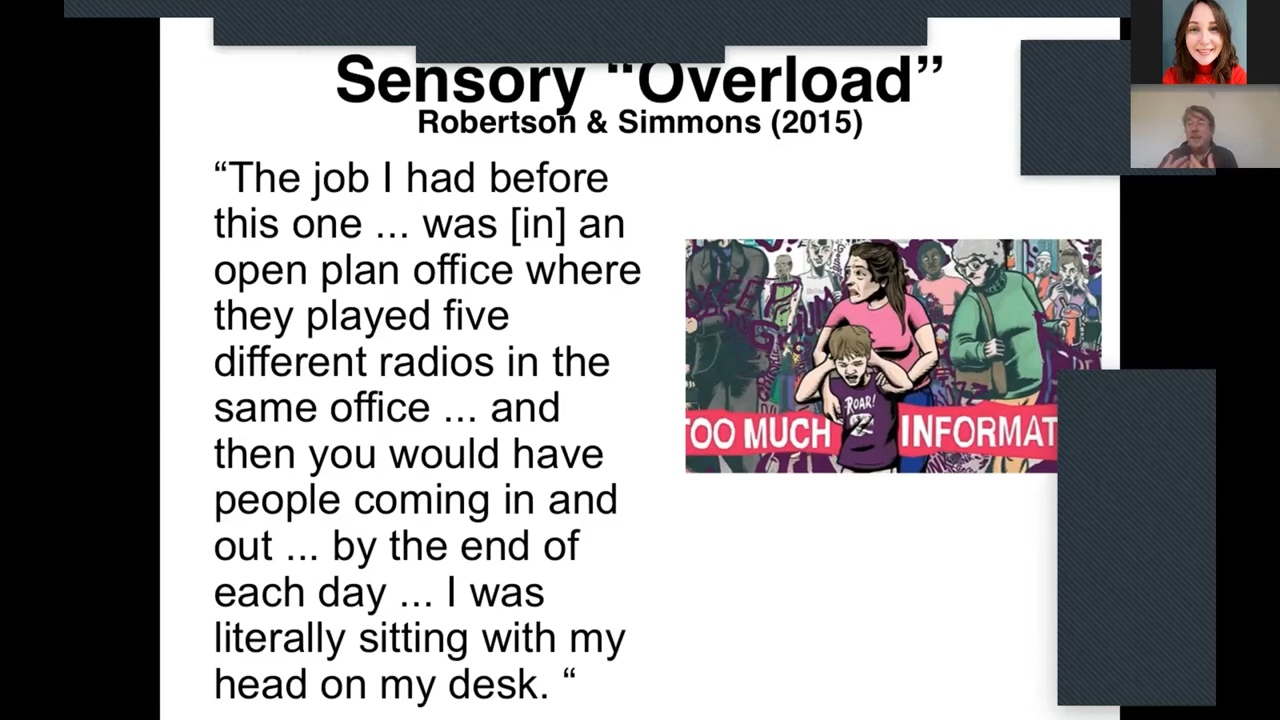 Sensory “Overload”
Robertson & Simmons (2015)
“The job I had before
this one ... was [in] an
open plan office where
they played five
different radios in the
same office ... and
then you would have
people coming in and
out ... by the end of
each day ... I was
literally sitting with my
head on my desk. “
ROAR!
TOO MUCH
INFORMAT